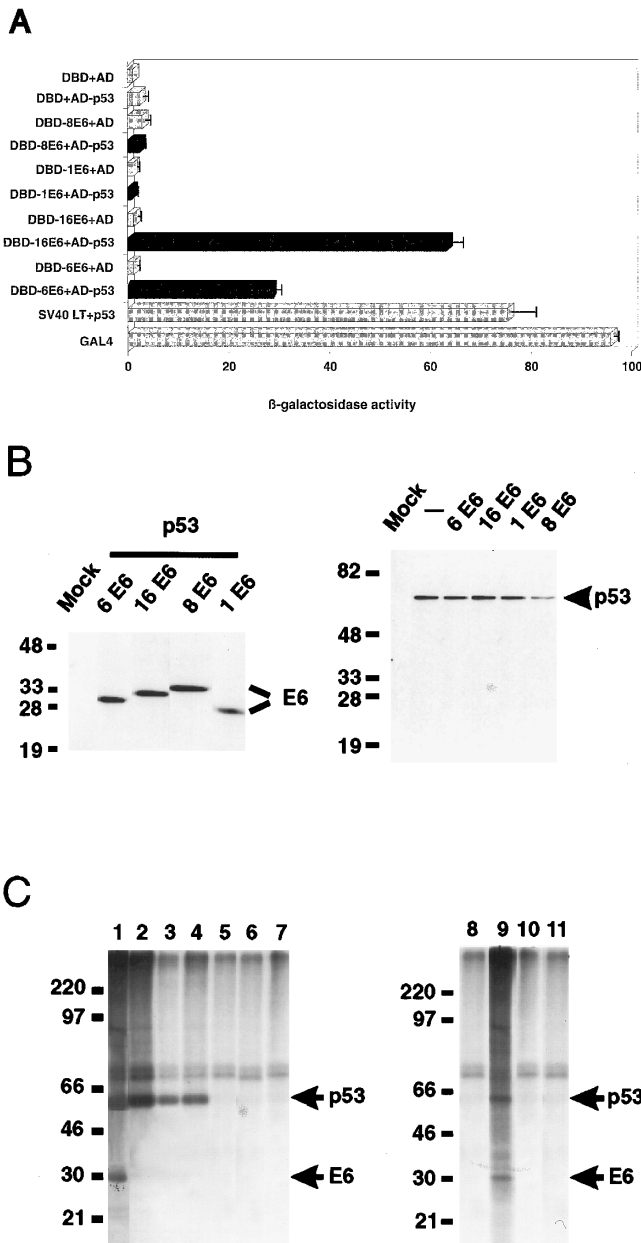 A
DBD+AD
DBD+AD-p53
DBD-8E6+AD
DBD-8E6+AD-p53
DBD-1E6+AD
DBD-1E6+AD-p53
DBD-16E6+AD
DBD-16E6+AD-p53
DBD-6E6+AD
DBD-6E6+AD-p53
SV40 LT+p53
GAL4
0 20 40 60 80 100
ß-galactosidase activity
B
p53
Mock 6 E6 16 E6 8 E6 1 E6
48
33
28
19
E6
Mock — 6 E6 16 E6 1 E6 8 E6
82
48
33
28
19
p53
C
1 2 3 4 5 6 7
220
97
66
46
30
21
p53
E6
8 9 10 11
220
97
66
46
30
21
p53
E6